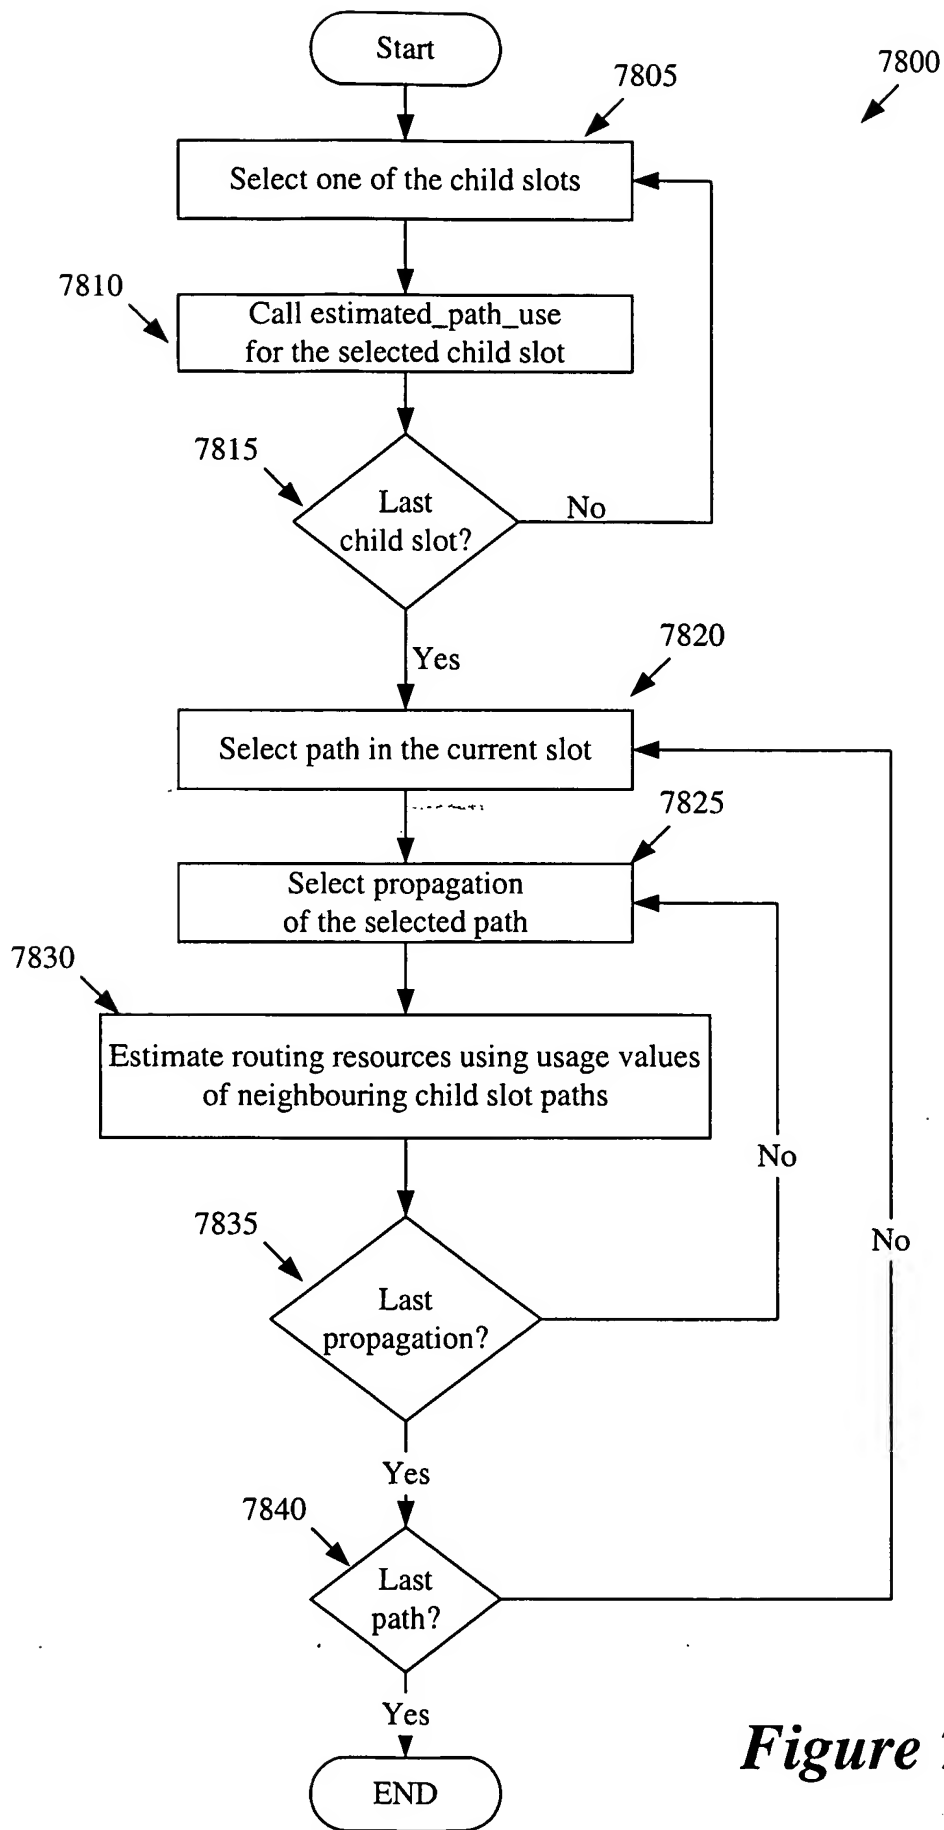 Start
7800
7805
Select one of the child slots
7810
Call estimated_path_use
for the selected child slot
7815
Last
child slot?
No
Yes
7820
Select path in the current slot
7825
Select propagation
of the selected path
7830
Estimate routing resources using usage values
of neighbouring child slot paths
No
7835
Last
propagation?
No
Yes
7840
Last
path?
Yes
END
Figure